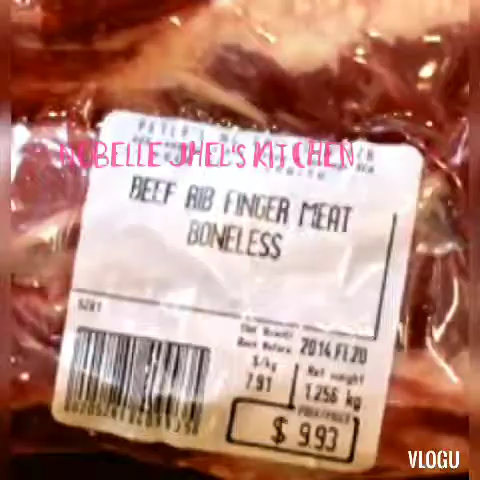 NOBELLE JHEL'S KITCHEN
BEEF RIB FINGER MEAT
BONELESS
Best Before 2014.FE.20
$/kg Net weight
7.91 1.256 kg
$ 9.93
VLOGU